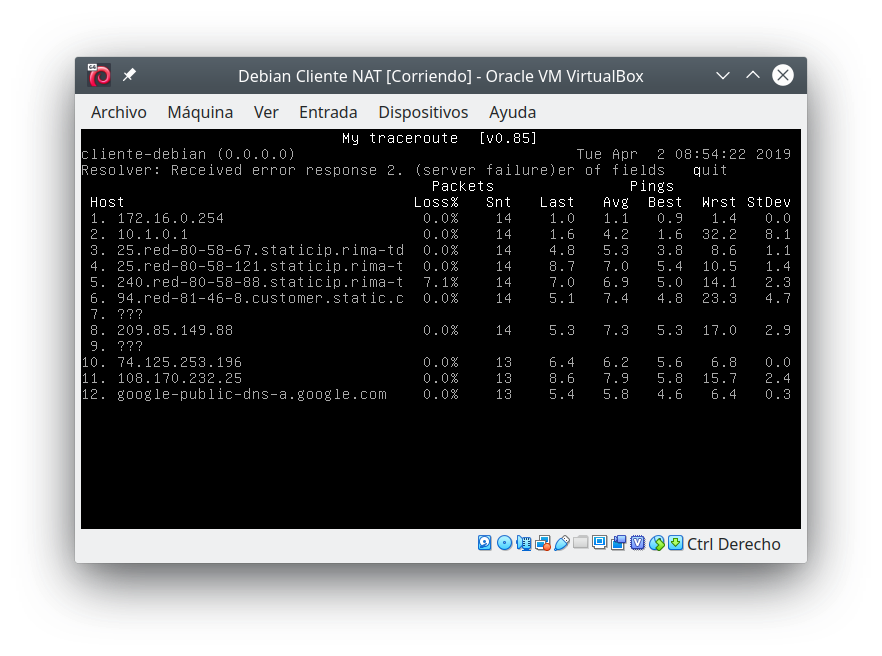 Debian Cliente NAT [Corriendo] - Oracle VM VirtualBox
Archivo Máquina Ver Entrada Dispositivos Ayuda
My traceroute [v0.85]
cliente-debian (0.0.0.0) Tue Apr 2 08:54:22 2019
Resolver: Received error response 2. (server failure)er of fields quit
Packets Pings
Host Loss% Snt Last Avg Best Wrst StDev
1. 172.16.0.254 0.0% 14 1.0 1.1 0.9 1.4 0.0
2. 10.1.0.1 0.0% 14 1.6 4.2 1.6 32.2 8.1
3. 25.red-80-58-67.staticip.rima-td 0.0% 14 4.8 5.3 3.8 8.6 1.1
4. 25.red-80-58-121.staticip.rima-t 0.0% 14 8.7 7.0 5.4 10.5 1.4
5. 240.red-80-58-88.staticip.rima-t 7.1% 14 7.0 6.9 5.0 14.1 2.3
6. 94.red-81-46-8.customer.static.c 0.0% 14 5.1 7.4 4.8 23.3 4.7
7. ???
8. 209.85.149.88 0.0% 14 5.3 7.3 5.3 17.0 2.9
9. ???
10. 74.125.253.196 0.0% 13 6.4 6.2 5.6 6.8 0.0
11. 108.170.232.25 0.0% 13 8.6 7.9 5.8 15.7 2.4
12. google-public-dns-a.google.com 0.0% 13 5.4 5.8 4.6 6.4 0.3
Ctrl Derecho